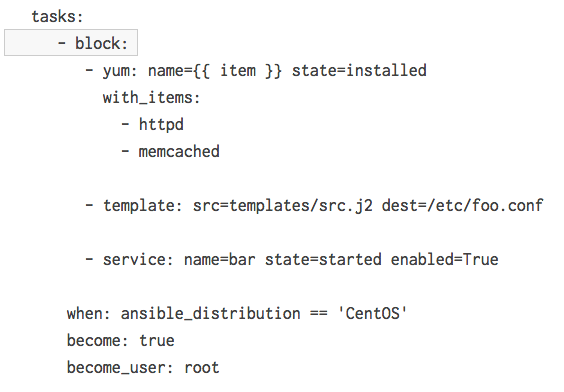 tasks:
- block:
- yum: name={{ item }} state=installed
with_items:
- httpd
- memcached
- template: src=templates/src.j2 dest=/etc/foo.conf
- service: name=bar state=started enabled=True
when: ansible_distribution == 'CentOS'
become: true
become_user: root